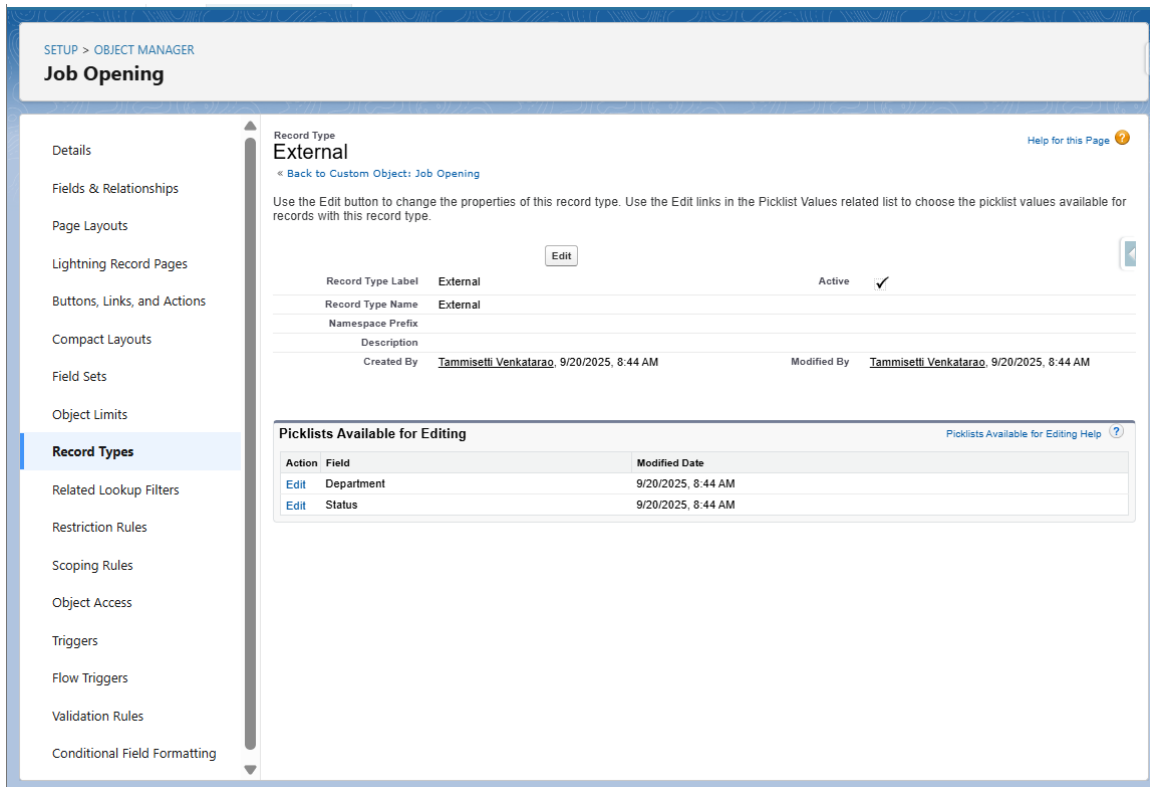 SETUP > OBJECT MANAGER
Job Opening
Details
Fields & Relationships
Page Layouts
Lightning Record Pages
Buttons, Links, and Actions
Compact Layouts
Field Sets
Object Limits
Record Types
Related Lookup Filters
Restriction Rules
Scoping Rules
Object Access
Triggers
Flow Triggers
Validation Rules
Conditional Field Formatting
Record Type
External
Help for this Page ?
« Back to Custom Object: Job Opening
Use the Edit button to change the properties of this record type. Use the Edit links in the Picklist Values related list to choose the picklist values available for
records with this record type.
Edit
Record Type Label External Active ✓
Record Type Name External
Namespace Prefix
Description
Created By Tammisetti Venkatarao, 9/20/2025, 8:44 AM Modified By Tammisetti Venkatarao, 9/20/2025, 8:44 AM
Picklists Available for Editing Picklists Available for Editing Help ?
Action Field Modified Date
Edit Department 9/20/2025, 8:44 AM
Edit Status 9/20/2025, 8:44 AM